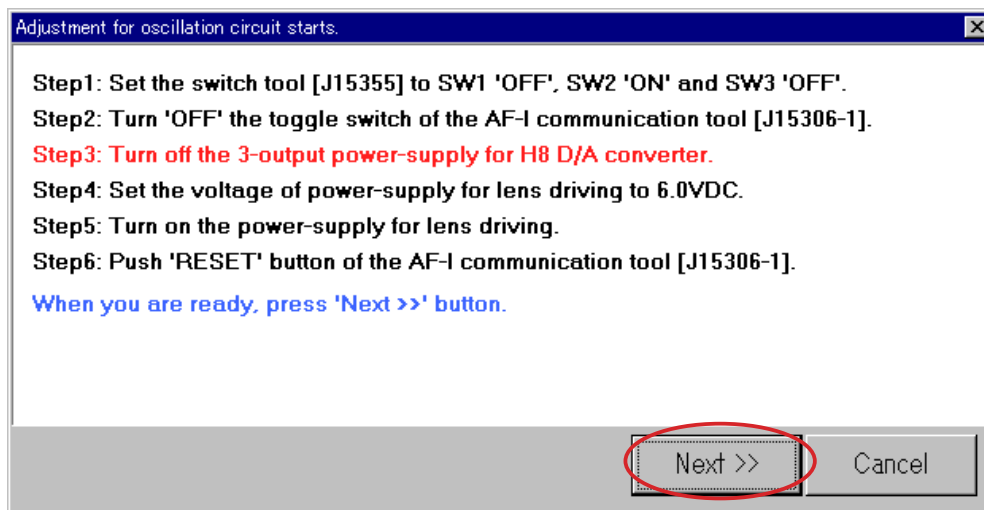 Adjustment for oscillation circuit starts.
Step1: Set the switch tool [J15355] to SW1 'OFF', SW2 'ON' and SW3 'OFF'.
Step2: Turn 'OFF' the toggle switch of the AF-I communication tool [J15306-1].
Step3: Turn off the 3-output power-supply for H8 D/A converter.
Step4: Set the voltage of power-supply for lens driving to 6.0VDC.
Step5: Turn on the power-supply for lens driving.
Step6: Push 'RESET' button of the AF-I communication tool [J15306-1].
When you are ready, press 'Next >>' button.
Next >> Cancel